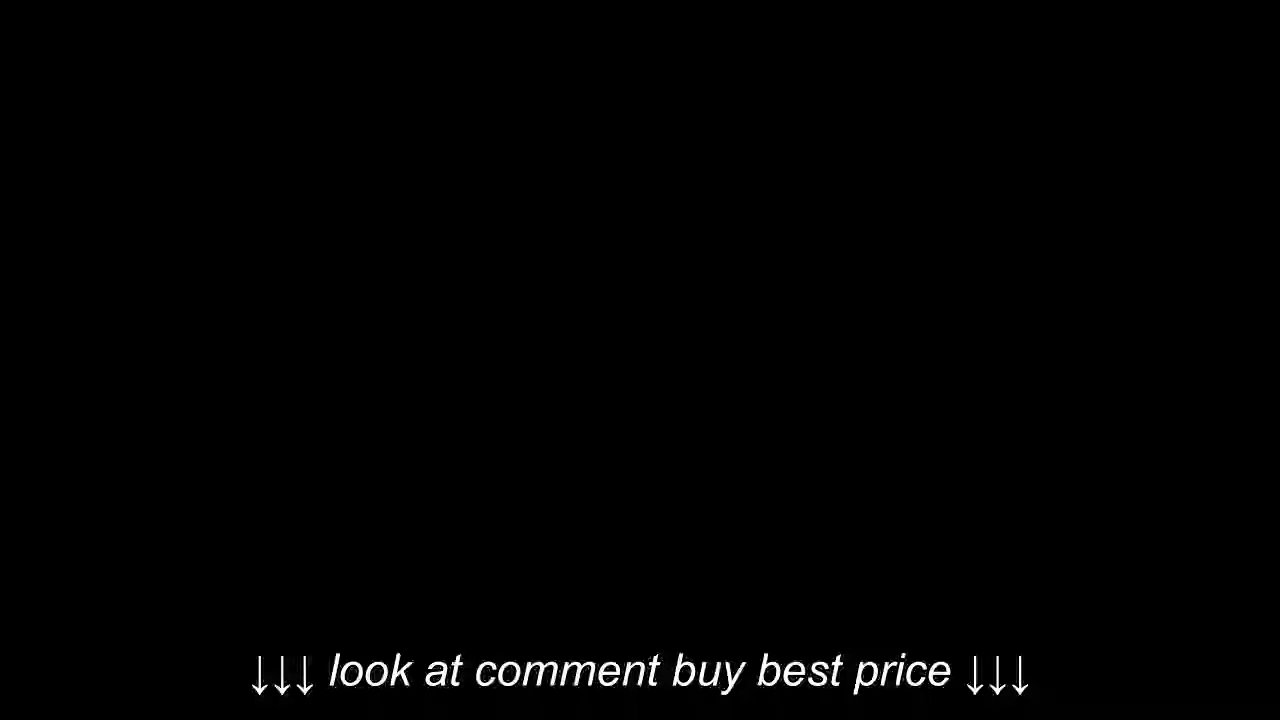 ↓↓↓ look at comment buy best price ↓↓↓